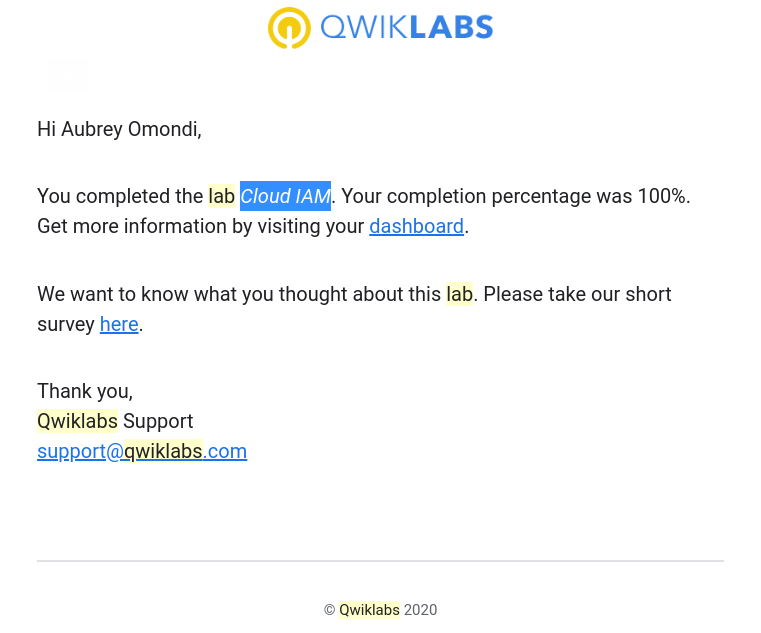 QWIKLABS
Hi Aubrey Omondi,
You completed the lab Cloud IAM. Your completion percentage was 100%.
Get more information by visiting your dashboard.
We want to know what you thought about this lab. Please take our short
survey here.
Thank you,
Qwiklabs Support
support@qwiklabs.com
© Qwiklabs 2020